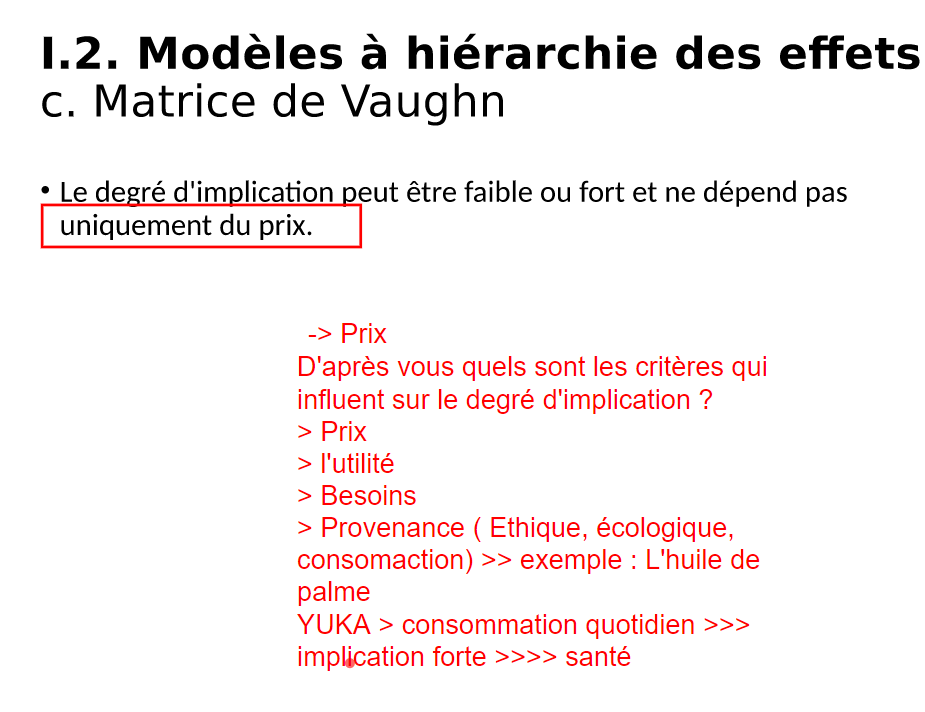 I.2. Modèles à hiérarchie des effets
c. Matrice de Vaughn
• Le degré d'implication peut être faible ou fort et ne dépend pas
uniquement du prix.
-> Prix
D'après vous quels sont les critères qui
influent sur le degré d'implication ?
> Prix
> l'utilité
> Besoins
> Provenance ( Ethique, écologique,
consomaction) >> exemple : L'huile de
palme
YUKA > consommation quotidien >>>
implication forte >>>> santé